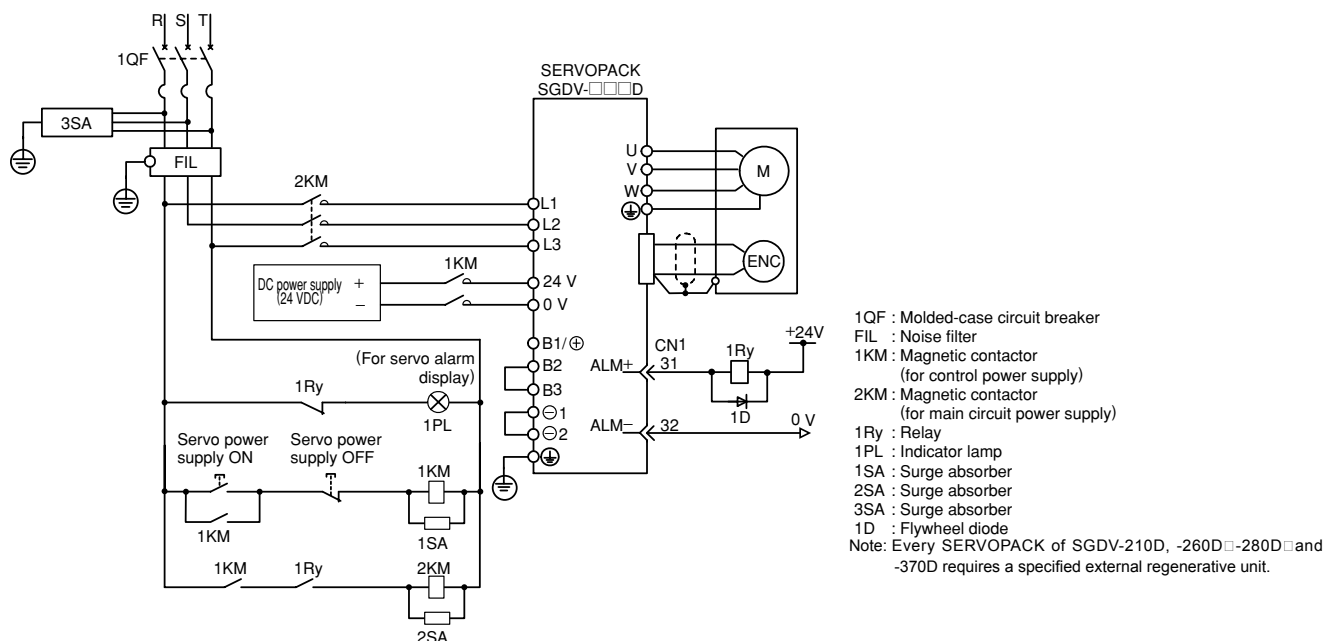 R S T
1QF
3SA
FIL
2KM
SERVOPACK
SGDV-□□□D
U
V
W
M
L1
L2
L3
ENC
1KM
DC power supply
(24 VDC)
+
−
24 V
0 V
B1/⊕
B2
B3
⊖1
⊖2
CN1
ALM+ 31
1Ry
+24V
1D
ALM− 32
0 V
(For servo alarm
display)
1Ry
1PL
Servo power
supply ON
Servo power
supply OFF
1KM
1KM
1SA
1KM
1Ry
2KM
2SA
1QF : Molded-case circuit breaker
FIL : Noise filter
1KM : Magnetic contactor
(for control power supply)
2KM : Magnetic contactor
(for main circuit power supply)
1Ry : Relay
1PL : Indicator lamp
1SA : Surge absorber
2SA : Surge absorber
3SA : Surge absorber
1D : Flywheel diode
Note: Every SERVOPACK of SGDV-210D, -260D□-280D□and
-370D requires a specified external regenerative unit.